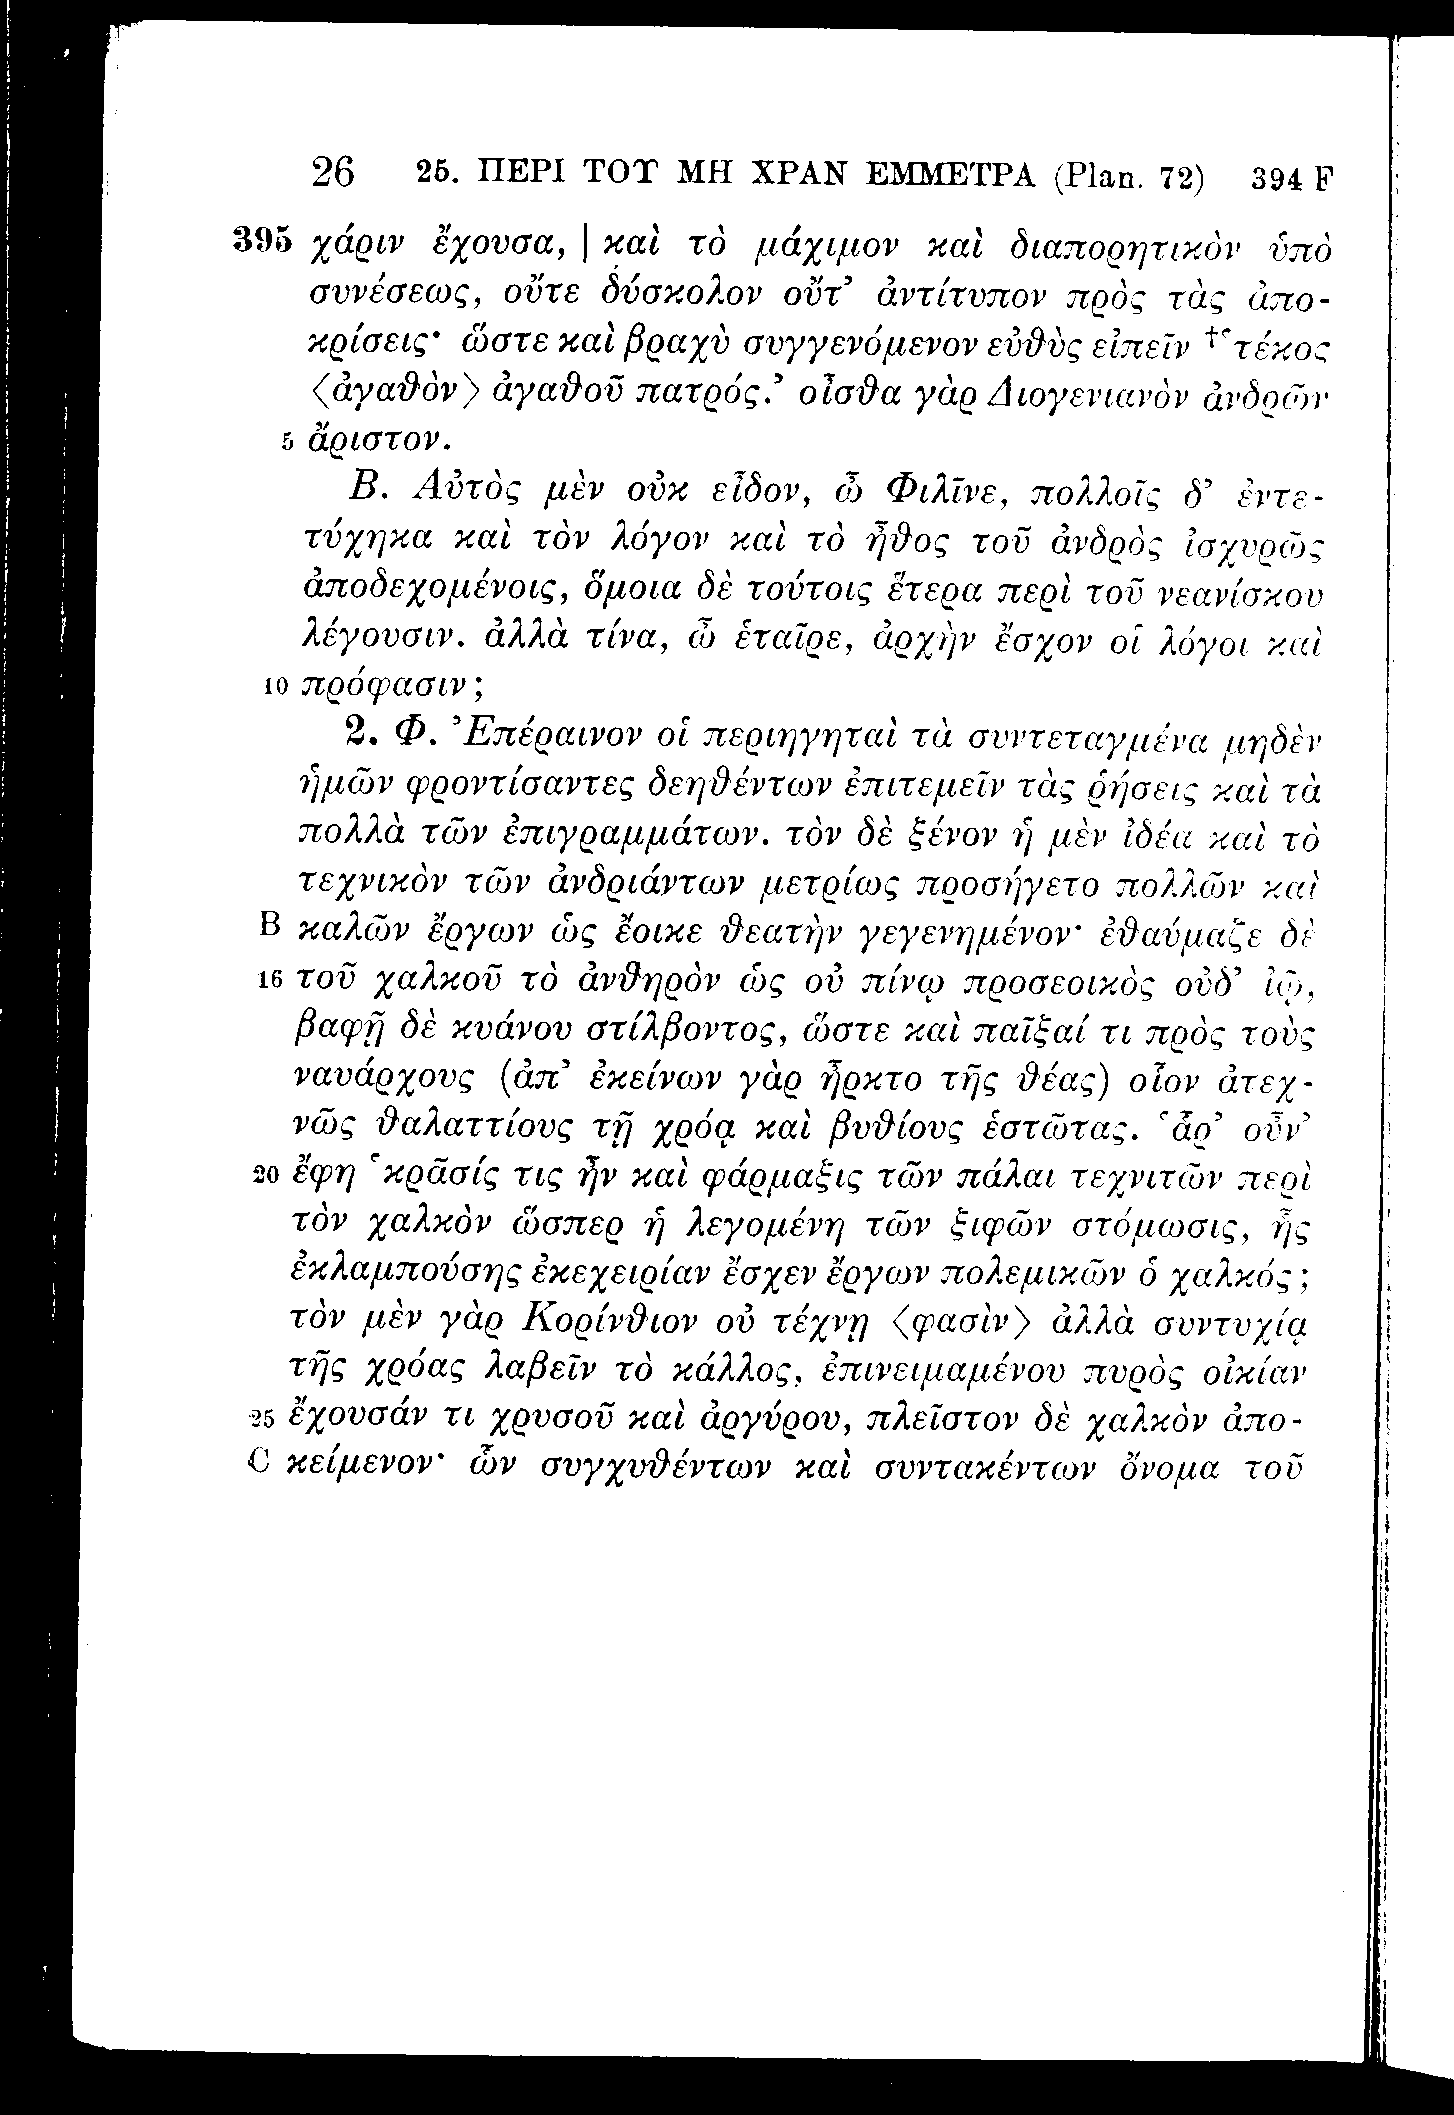 26 25. ΠΕΡΙ ΤΟΥ ΜΗ ΧΡΑΝ ΕΜΜΕΤΡΑ (Plan. 72) 394 F
395 χάριν ἔχουσα, | καὶ τὸ μάχιμον καὶ διαπορητικὸν ὑπὸ
συνέσεως, οὔτε δύσκολον οὔτ’ ἀντίτυπον πρὸς τὰς ἀπο-
κρίσεις· ὥστε καὶ βραχὺ συγγενόμενον εὐϑὺς εἰπεῖν †‘τέκος
〈ἀγαϑὸν〉 ἀγαϑοῦ πατρός.’ οἶσϑα γὰρ Διογενιανὸν ἀνδρῶν
5 ἄριστον.
Β. Αὐτὸς μὲν οὐκ εἶδον, ὦ Φιλῖνε, πολλοῖς δ’ ἐντε-
τύχηκα καὶ τὸν λόγον καὶ τὸ ἦϑος τοῦ ἀνδρὸς ἰσχυρῶς
ἀποδεχομένοις, ὅμοια δὲ τούτοις ἕτερα περὶ τοῦ νεανίσκου
λέγουσιν. ἀλλὰ τίνα, ὦ ἑταῖρε, ἀρχὴν ἔσχον οἱ λόγοι καὶ
10 πρόφασιν;
2. Φ. Ἐπέραινον οἱ περιηγηταὶ τὰ συντεταγμένα μηδὲν
ἡμῶν φροντίσαντες δεηϑέντων ἐπιτεμεῖν τὰς ῥήσεις καὶ τὰ
πολλὰ τῶν ἐπιγραμμάτων. τὸν δὲ ξένον ἡ μὲν ἰδέα καὶ τὸ
τεχνικὸν τῶν ἀνδριάντων μετρίως προσήγετο πολλῶν καὶ
B καλῶν ἔργων ὡς ἔοικε ϑεατὴν γεγενημένον· ἐϑαύμαζε δὲ
16 τοῦ χαλκοῦ τὸ ἀνϑηρὸν ὡς οὐ πίνῳ προσεοικὸς οὐδ’ ἰῷ,
βαφῇ δὲ κυάνου στίλβοντος, ὥστε καὶ παῖξαί τι πρὸς τοὺς
ναυάρχους (ἀπ’ ἐκείνων γὰρ ἦρκτο τῆς ϑέας) οἷον ἀτεχ-
νῶς ϑαλαττίους τῇ χρόᾳ καὶ βυϑίους ἑστῶτας. ‘ἆρ’ οὖν’
20 ἔφη ‘κρᾶσίς τις ἦν καὶ φάρμαξις τῶν πάλαι τεχνιτῶν περὶ
τὸν χαλκὸν ὥσπερ ἡ λεγομένη τῶν ξιφῶν στόμωσις, ἧς
ἐκλαμπούσης ἐκεχειρίαν ἔσχεν ἔργων πολεμικῶν ὁ χαλκός;
τὸν μὲν γὰρ Κορίνϑιον οὐ τέχνῃ 〈φασὶν〉 ἀλλὰ συντυχίᾳ
τῆς χρόας λαβεῖν τὸ κάλλος, ἐπινειμαμένου πυρὸς οἰκίαν
25 ἔχουσάν τι χρυσοῦ καὶ ἀργύρου, πλεῖστον δὲ χαλκὸν ἀπο-
C κείμενον· ὧν συγχυϑέντων καὶ συντακέντων ὄνομα τοῦ